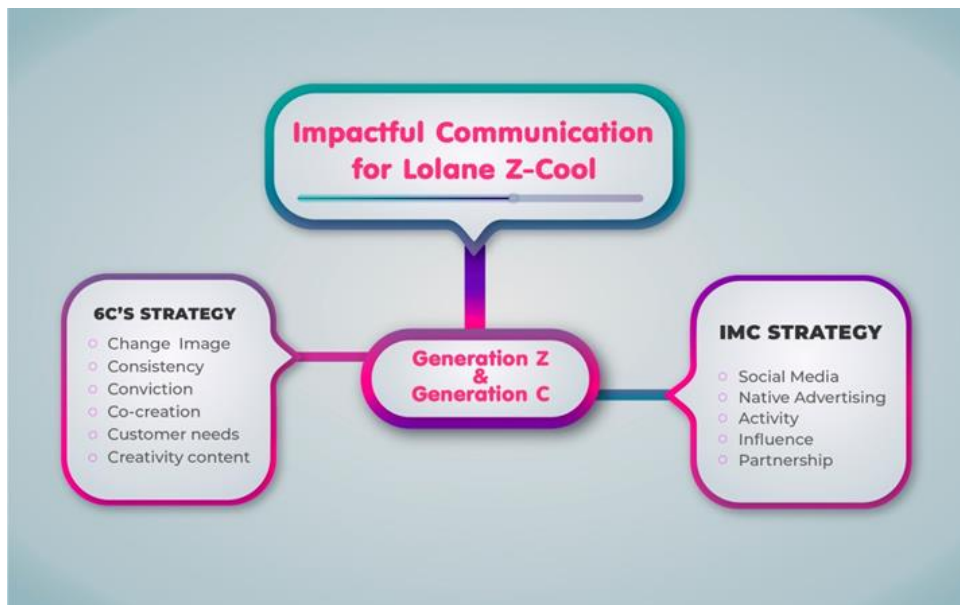 Impactful Communication
for Lolane Z-Cool
6C'S STRATEGY
Change Image
Consistency
Conviction
Co-creation
Customer needs
Creativity content
Generation Z
&
Generation C
IMC STRATEGY
Social Media
Native Advertising
Activity
Influence
Partnership